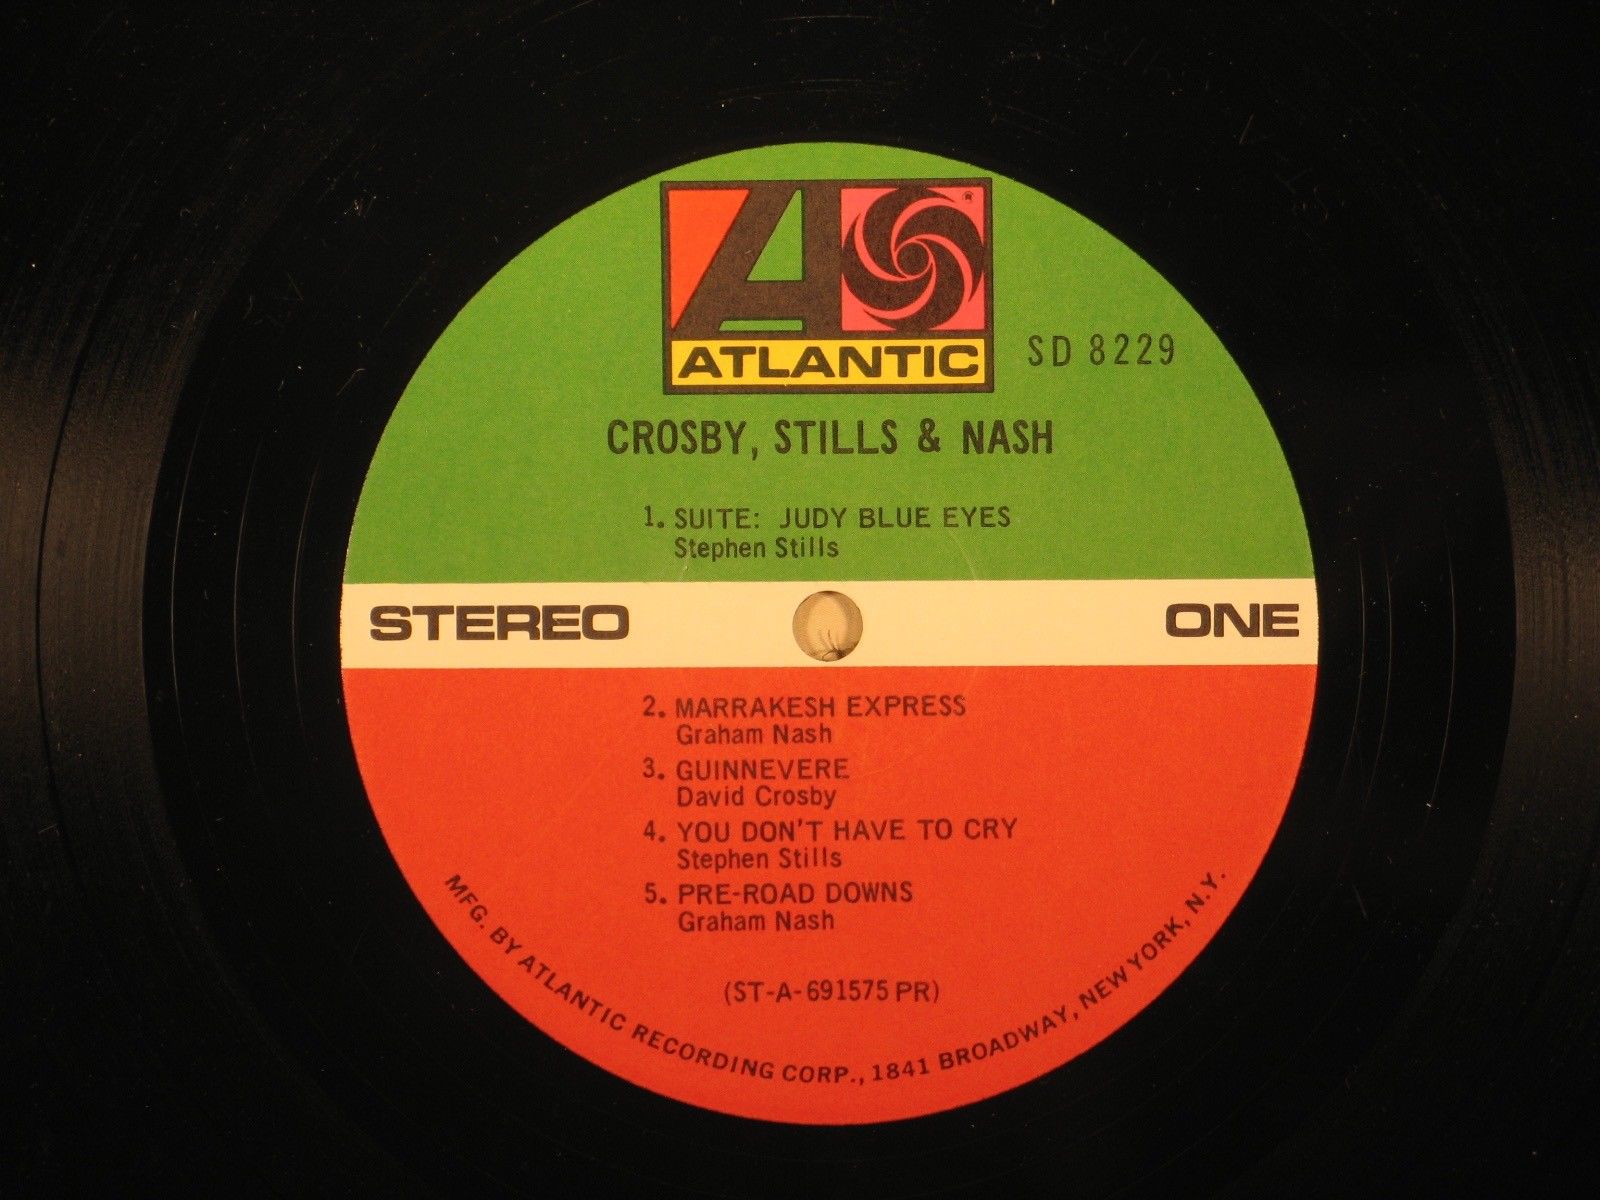 ATLANTIC
®
SD 8229
CROSBY, STILLS & NASH
1. SUITE: JUDY BLUE EYES
Stephen Stills
STEREO
ONE
2. MARRAKESH EXPRESS
Graham Nash
3. GUINNEVERE
David Crosby
4. YOU DON'T HAVE TO CRY
Stephen Stills
5. PRE-ROAD DOWNS
Graham Nash
(ST-A-691575 PR)
MFG. BY ATLANTIC RECORDING CORP., 1841 BROADWAY, NEW YORK, N.Y.